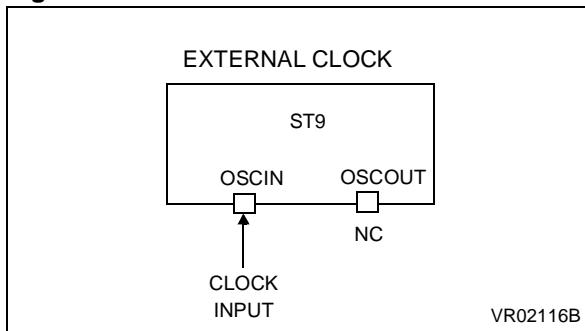 EXTERNAL CLOCK
ST9
OSCIN
OSCOUT
NC
CLOCK
INPUT
VR02116B